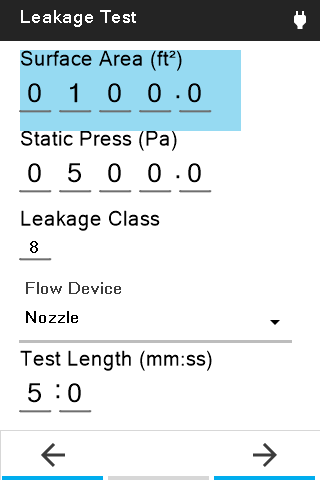 Leakage Test
Surface Area (ft²)
0 1 0 0 . 0
Static Press (Pa)
0 5 0 0 . 0
Leakage Class
8
Flow Device
Nozzle
Test Length (mm:ss)
5 : 0